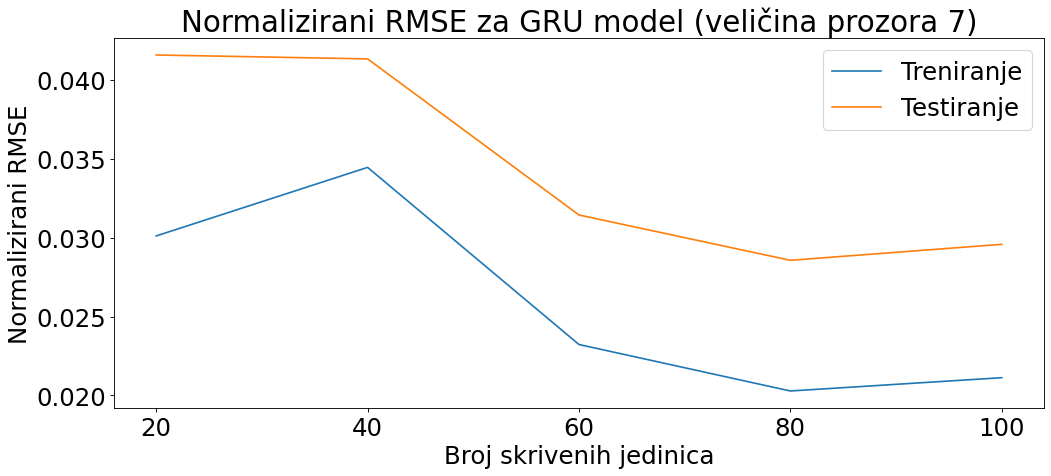 Normalizirani RMSE za GRU model (veličina prozora 7)
Treniranje
Testiranje
Normalizirani RMSE
0.040
0.035
0.030
0.025
0.020
20 40 60 80 100
Broj skrivenih jedinica